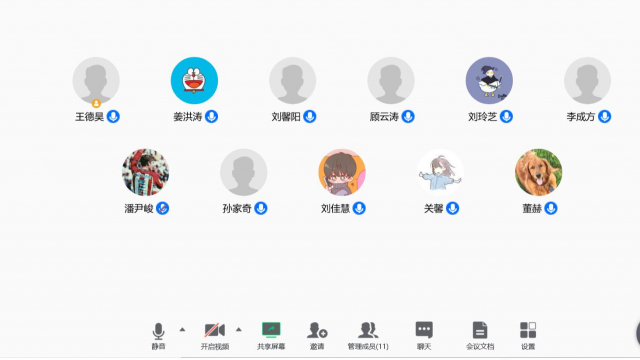 王德昊
姜洪涛
刘馨阳
顾云涛
刘玲芝
李成方
潘尹峻
孙家奇
刘佳慧
关馨
董赫
静音
开启视频
共享屏幕
邀请
管理成员(11)
聊天
会议文档
设置